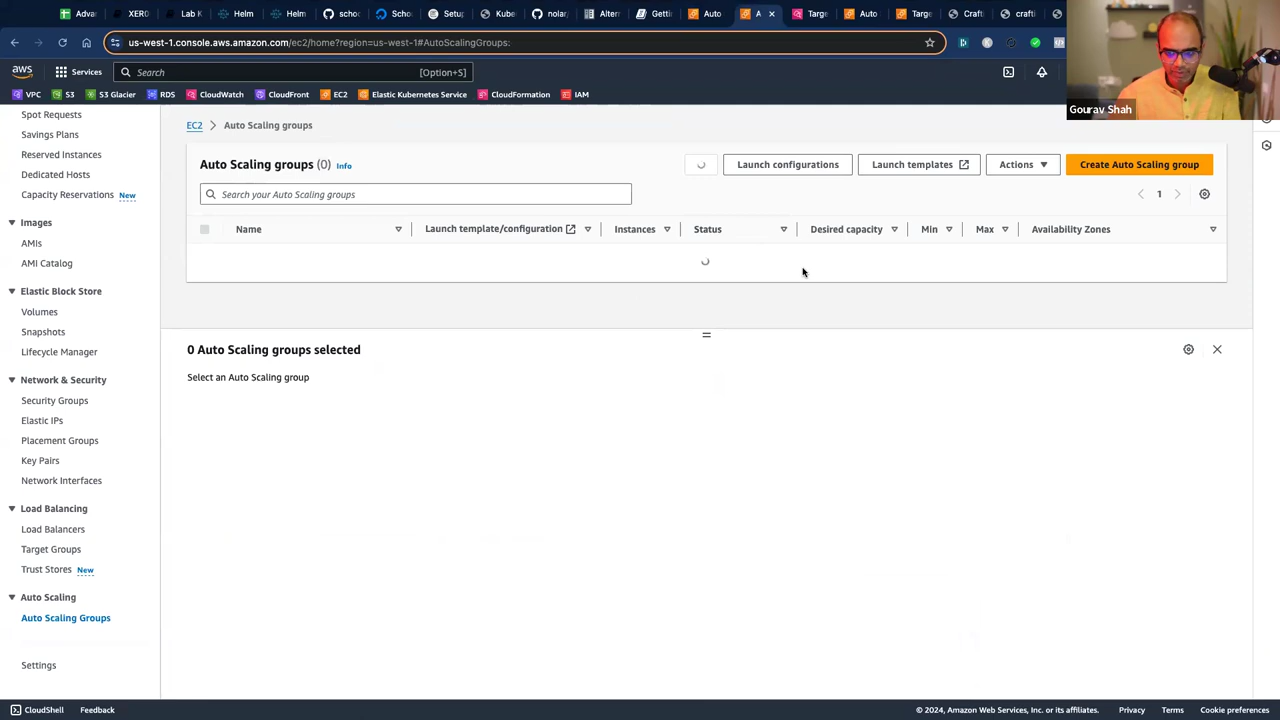 Advan
XERO
Lab K
Helm
Helm
schoo
Scho
Setu
Kube
nolar
Alter
Getti
Auto
A
Targe
Auto
Targe
Craft
crafti
us-west-1.console.aws.amazon.com/ec2/home?region=us-west-1#AutoScalingGroups:
aws
Services
Search
[Option+S]
VPC
S3
S3 Glacier
RDS
CloudWatch
CloudFront
EC2
Elastic Kubernetes Service
CloudFormation
IAM
Gourav Shah
Spot Requests
Savings Plans
Reserved Instances
Dedicated Hosts
Capacity Reservations New
Images
AMIs
AMI Catalog
Elastic Block Store
Volumes
Snapshots
Lifecycle Manager
Network & Security
Security Groups
Elastic IPs
Placement Groups
Key Pairs
Network Interfaces
Load Balancing
Load Balancers
Target Groups
Trust Stores New
Auto Scaling
Auto Scaling Groups
Settings
EC2 > Auto Scaling groups
Auto Scaling groups (0) Info
Launch configurations
Launch templates
Actions
Create Auto Scaling group
Search your Auto Scaling groups
1
Name
Launch template/configuration
Instances
Status
Desired capacity
Min
Max
Availability Zones
0 Auto Scaling groups selected
Select an Auto Scaling group
CloudShell
Feedback
© 2024, Amazon Web Services, Inc. or its affiliates.
Privacy
Terms
Cookie preferences